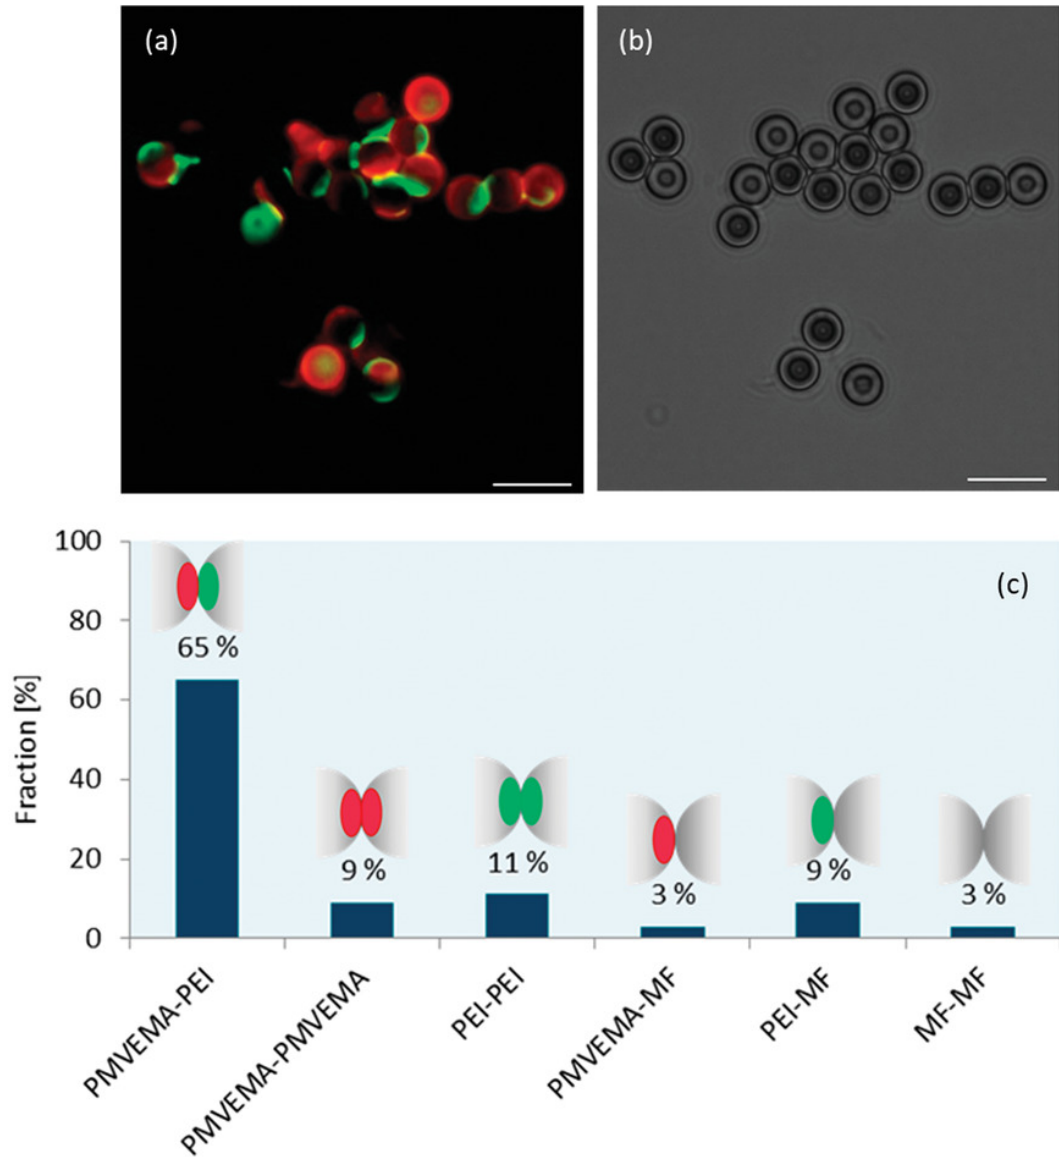 (a)
(b)
(c)
Fraction [%]
100
80
60
40
20
0
65 %
9 %
11 %
3 %
9 %
3 %
PMVEMA-PEI
PMVEMA-PMVEMA
PEI-PEI
PMVEMA-MF
PEI-MF
MF-MF